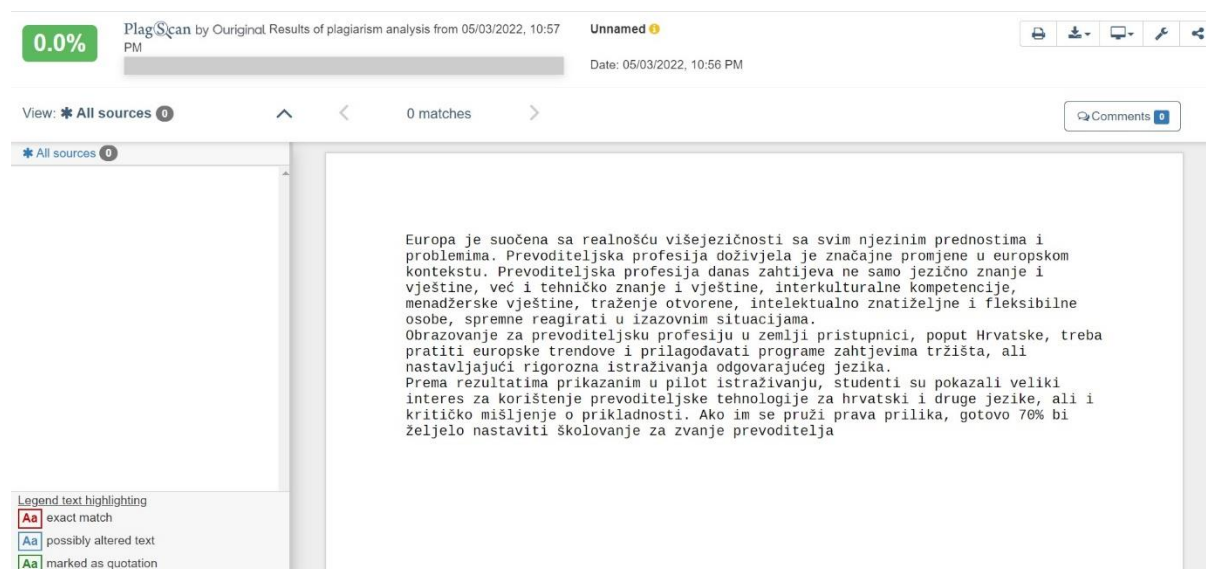 0.0%
PlagScan by Ouriginal Results of plagiarism analysis from 05/03/2022, 10:57
PM
Unnamed
Date: 05/03/2022, 10:56 PM
View: All sources 0
0 matches
Comments 0
All sources 0
Europa je suočena sa realnošću višejezičnosti sa svim njezinim prednostima i
problemima. Prevoditeljska profesija doživjela je značajne promjene u europskom
kontekstu. Prevoditeljska profesija danas zahtijeva ne samo jezično znanje i
vještine, već i tehničko znanje i vještine, interkulturalne kompetencije,
menadžerske vještine, traženje otvorene, intelektualno znatiželjne i fleksibilne
osobe, spremne reagirati u izazovnim situacijama.
Obrazovanje za prevoditeljsku profesiju u zemlji pristupnici, poput Hrvatske, treba
pratiti europske trendove i prilagođavati programe zahtjevima tržišta, ali
nastavljajući rigorozna istraživanja odgovarajućeg jezika.
Prema rezultatima prikazanim u pilot istraživanju, studenti su pokazali veliki
interes za korištenje prevoditeljske tehnologije za hrvatski i druge jezike, ali i
kritičko mišljenje o prikladnosti. Ako im se pruži prava prilika, gotovo 70% bi
željelo nastaviti školovanje za zvanje prevoditelja
Legend text highlighting
Aa exact match
Aa possibly altered text
Aa marked as quotation